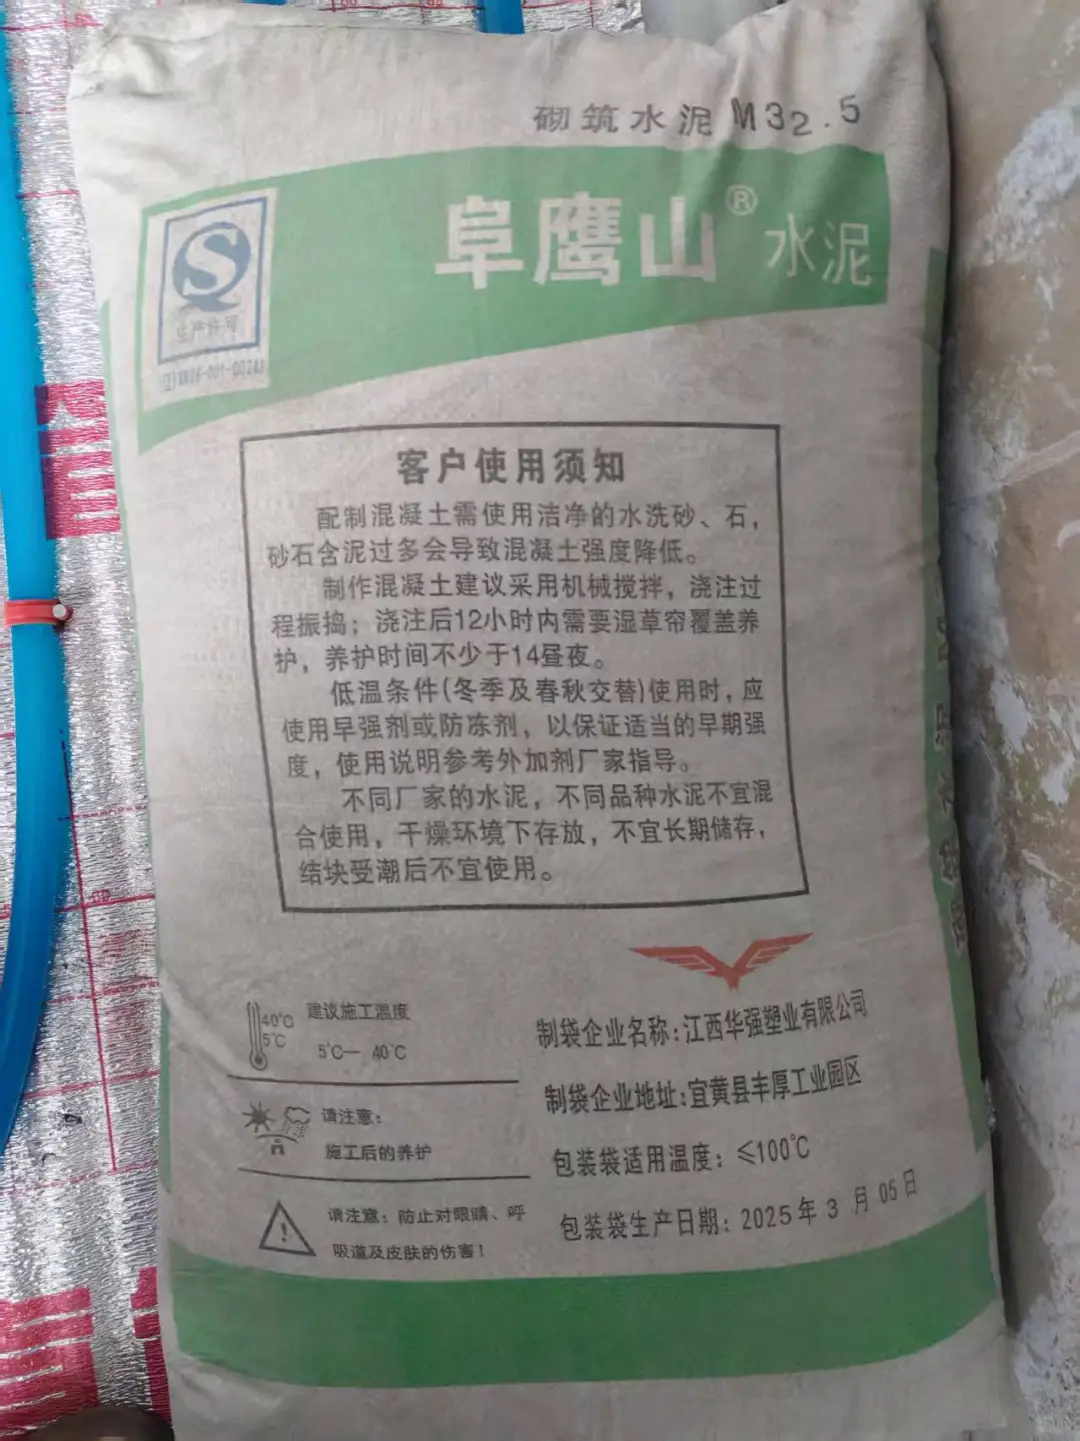 砌筑水泥M32.5
阜鹰山®水泥
生产许可
客户使用须知
配制混凝土需使用洁净的水洗砂、石，
砂石含泥过多会导致混凝土强度降低。
制作混凝土建议采用机械搅拌，浇注过
程振捣；浇注后12小时内需要湿草帘覆盖养
护，养护时间不少于14昼夜。
低温条件(冬季及春秋交替)使用时，应
使用早强剂或防冻剂，以保证适当的早期强
度，使用说明参考外加剂厂家指导。
不同厂家的水泥，不同品种水泥不宜混
合使用，干燥环境下存放，不宜长期储存，
结块受潮后不宜使用。
40℃
5℃
建议施工温度
5℃— 40℃
请注意：
施工后的养护
请注意：防止对眼睛、呼
吸道及皮肤的伤害！
制袋企业名称:江西华强塑业有限公司
制袋企业地址:宜黄县丰厚工业园区
包装袋适用温度：≤100℃
包装袋生产日期：2025年3月05日